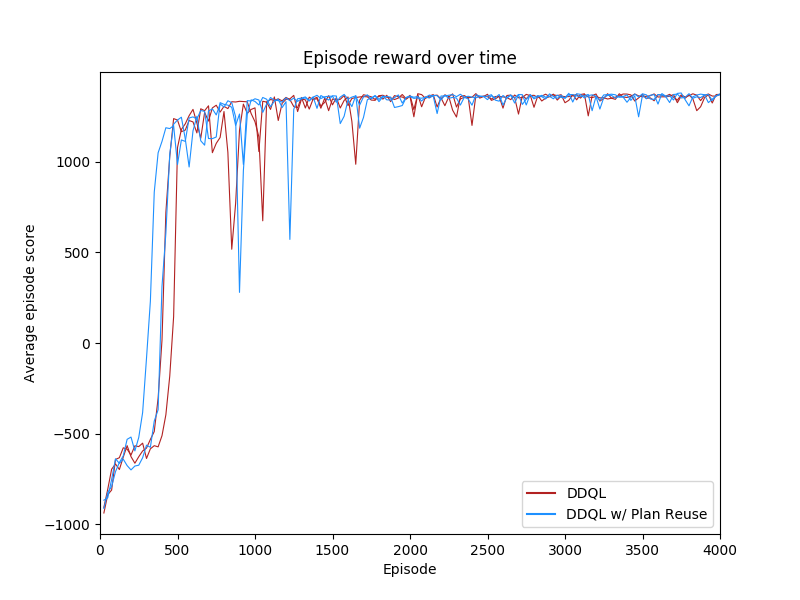 Episode reward over time
Average episode score
1000
500
0
−500
−1000
0
500
1000
1500
2000
2500
3000
3500
4000
Episode
DDQL
DDQL w/ Plan Reuse